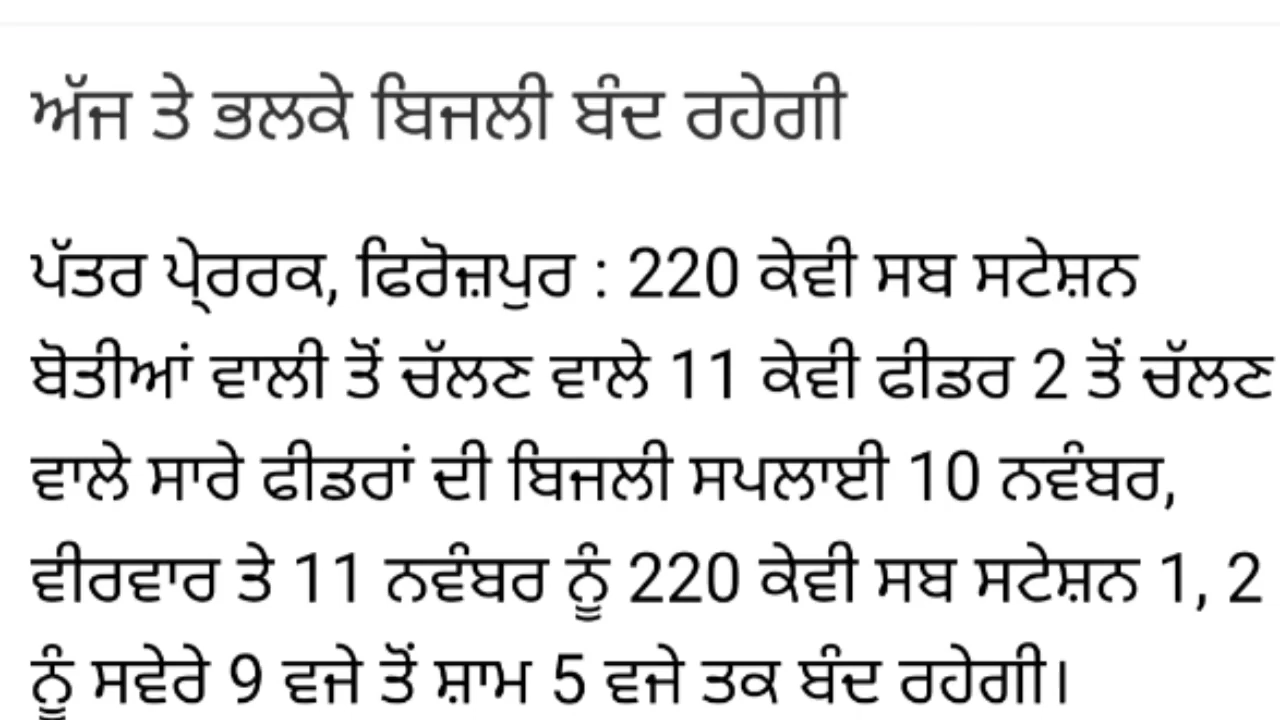 ਅੱਜ ਤੇ ਭਲਕੇ ਬਿਜਲੀ ਬੰਦ ਰਹੇਗੀ
ਪੱਤਰ ਪ੍ਰੇਰਰਕ, ਫਿਰੋਜ਼ਪੁਰ : 220 ਕੇਵੀ ਸਬ ਸਟੇਸ਼ਨ
ਬੋਤੀਆਂ ਵਾਲੀ ਤੋਂ ਚੱਲਣ ਵਾਲੇ 11 ਕੇਵੀ ਫੀਡਰ 2 ਤੋਂ ਚੱਲਣ
ਵਾਲੇ ਸਾਰੇ ਫੀਡਰਾਂ ਦੀ ਬਿਜਲੀ ਸਪਲਾਈ 10 ਨਵੰਬਰ,
ਵੀਰਵਾਰ ਤੇ 11 ਨਵੰਬਰ ਨੂੰ 220 ਕੇਵੀ ਸਬ ਸਟੇਸ਼ਨ 1, 2
ਨੂੰ ਸਵੇਰੇ 9 ਵਜੇ ਤੋਂ ਸ਼ਾਮ 5 ਵਜੇ ਤਕ ਬੰਦ ਰਹੇਗੀ।